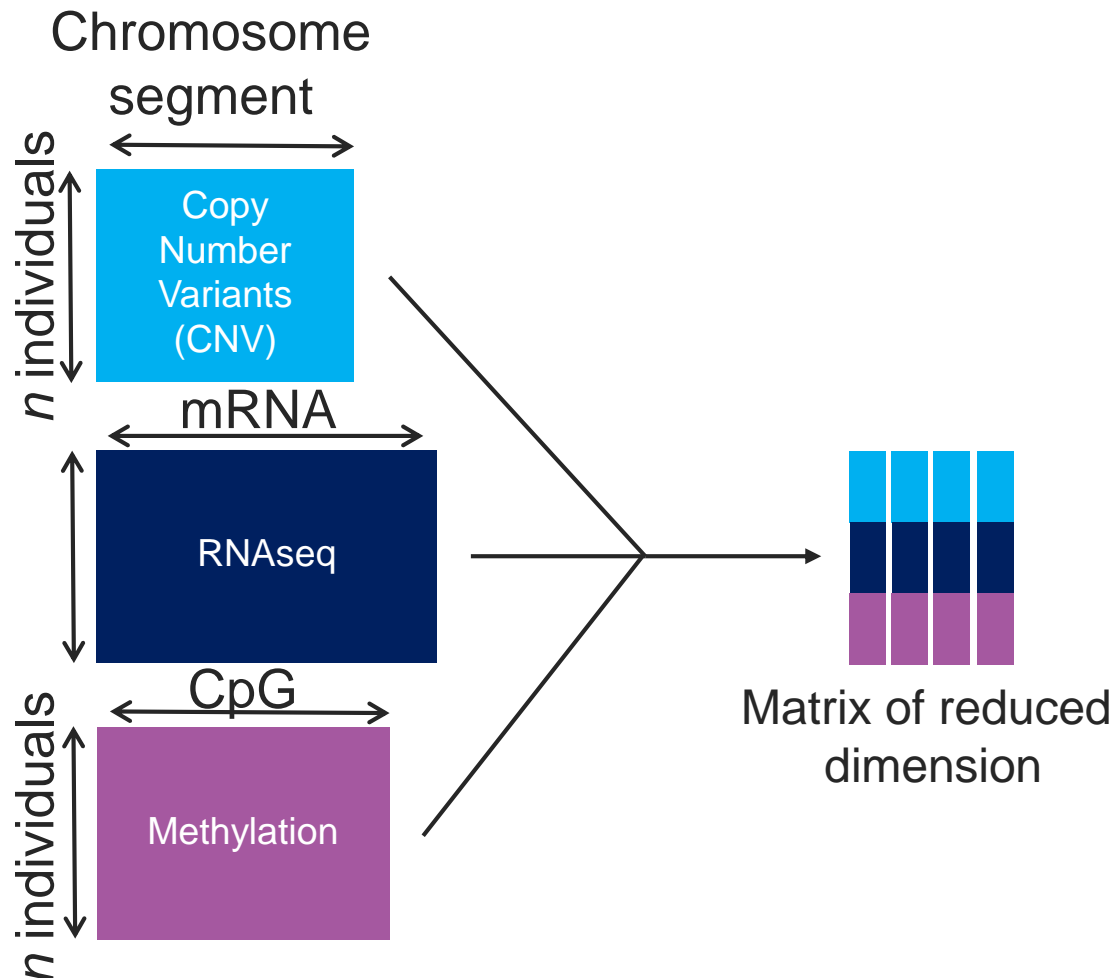 Chromosome
segment
n individuals
Copy
Number
Variants
(CNV)
mRNA
RNAseq
CpG
n individuals
Methylation
Matrix of reduced
dimension